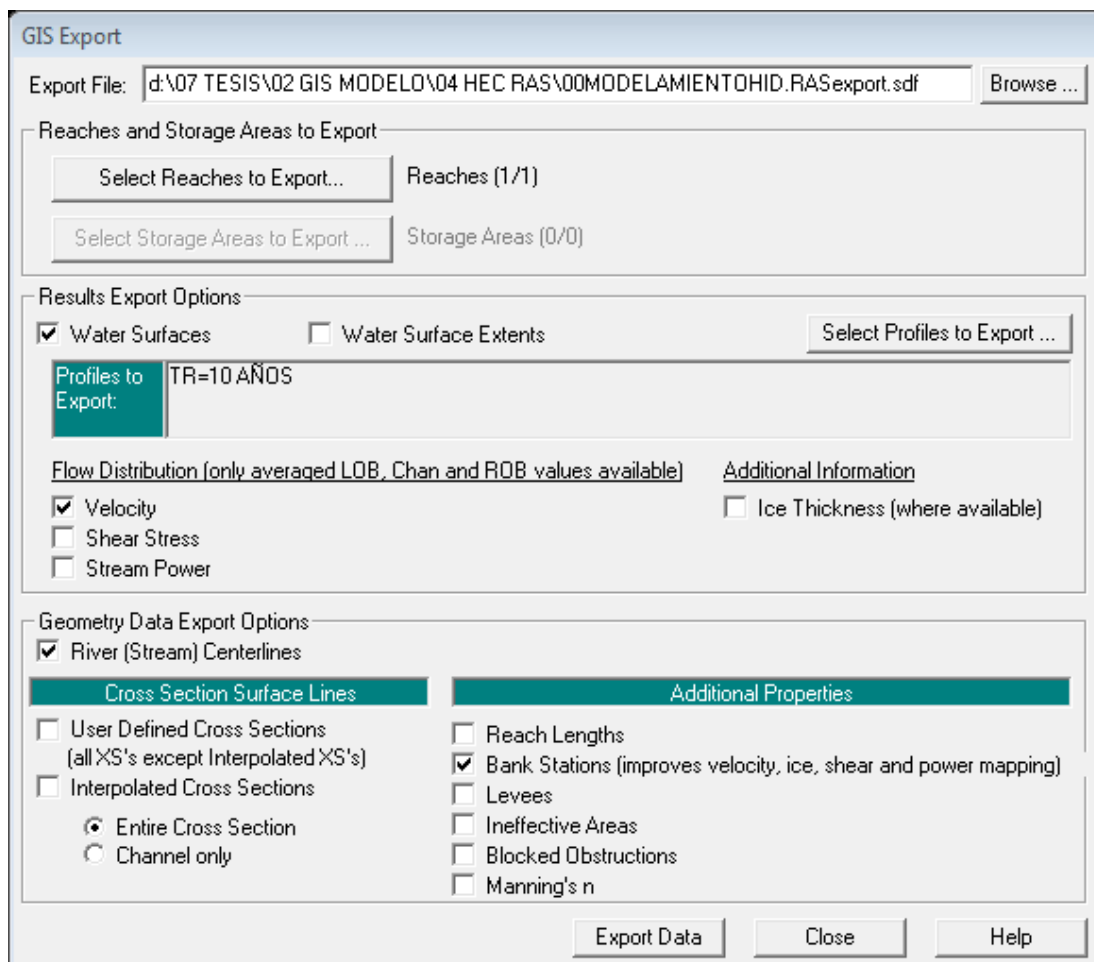 GIS Export
Export File: d:\07 TESIS\02 GIS MODELO\04 HEC RAS\00MODELAMIENTOHID.RASexport.sdf Browse ...
Reaches and Storage Areas to Export
Select Reaches to Export... Reaches (1/1)
Select Storage Areas to Export ... Storage Areas (0/0)
Results Export Options
Water Surfaces Water Surface Extents Select Profiles to Export ...
Profiles to Export: TR=10 AÑOS
Flow Distribution (only averaged LOB, Chan and ROB values available) Additional Information
Velocity Ice Thickness (where available)
Shear Stress
Stream Power
Geometry Data Export Options
River (Stream) Centerlines
Cross Section Surface Lines Additional Properties
User Defined Cross Sections
(all XS's except Interpolated XS's)
Interpolated Cross Sections
Entire Cross Section
Channel only
Reach Lengths
Bank Stations (improves velocity, ice, shear and power mapping)
Levees
Ineffective Areas
Blocked Obstructions
Manning's n
Export Data Close Help